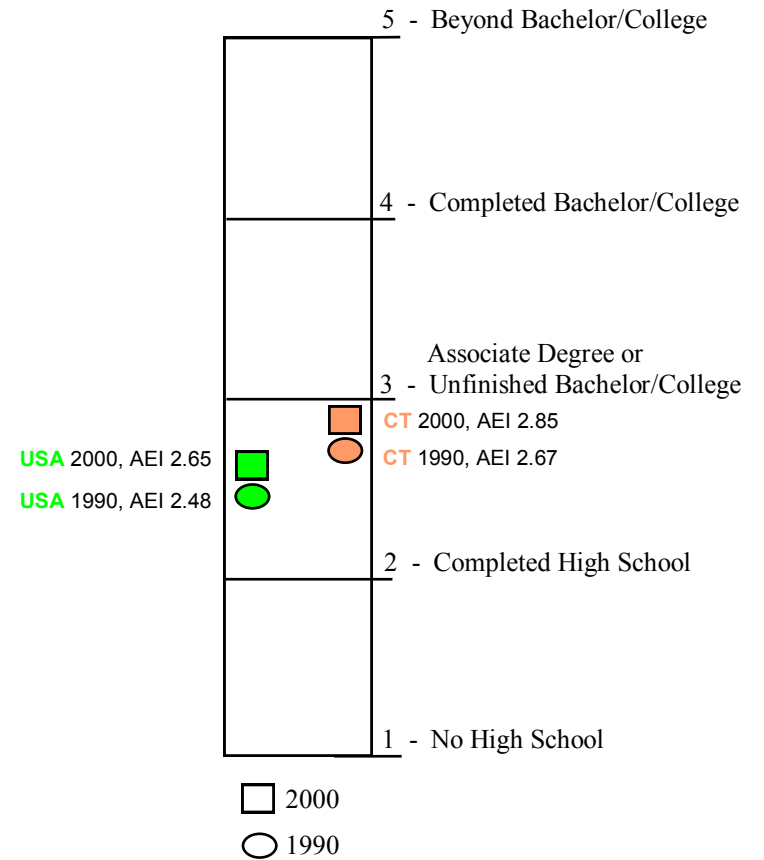 5 - Beyond Bachelor/College
4 - Completed Bachelor/College
Associate Degree or
3 - Unfinished Bachelor/College
CT 2000, AEI 2.85
CT 1990, AEI 2.67
USA 2000, AEI 2.65
USA 1990, AEI 2.48
2 - Completed High School
1 - No High School
2000
1990